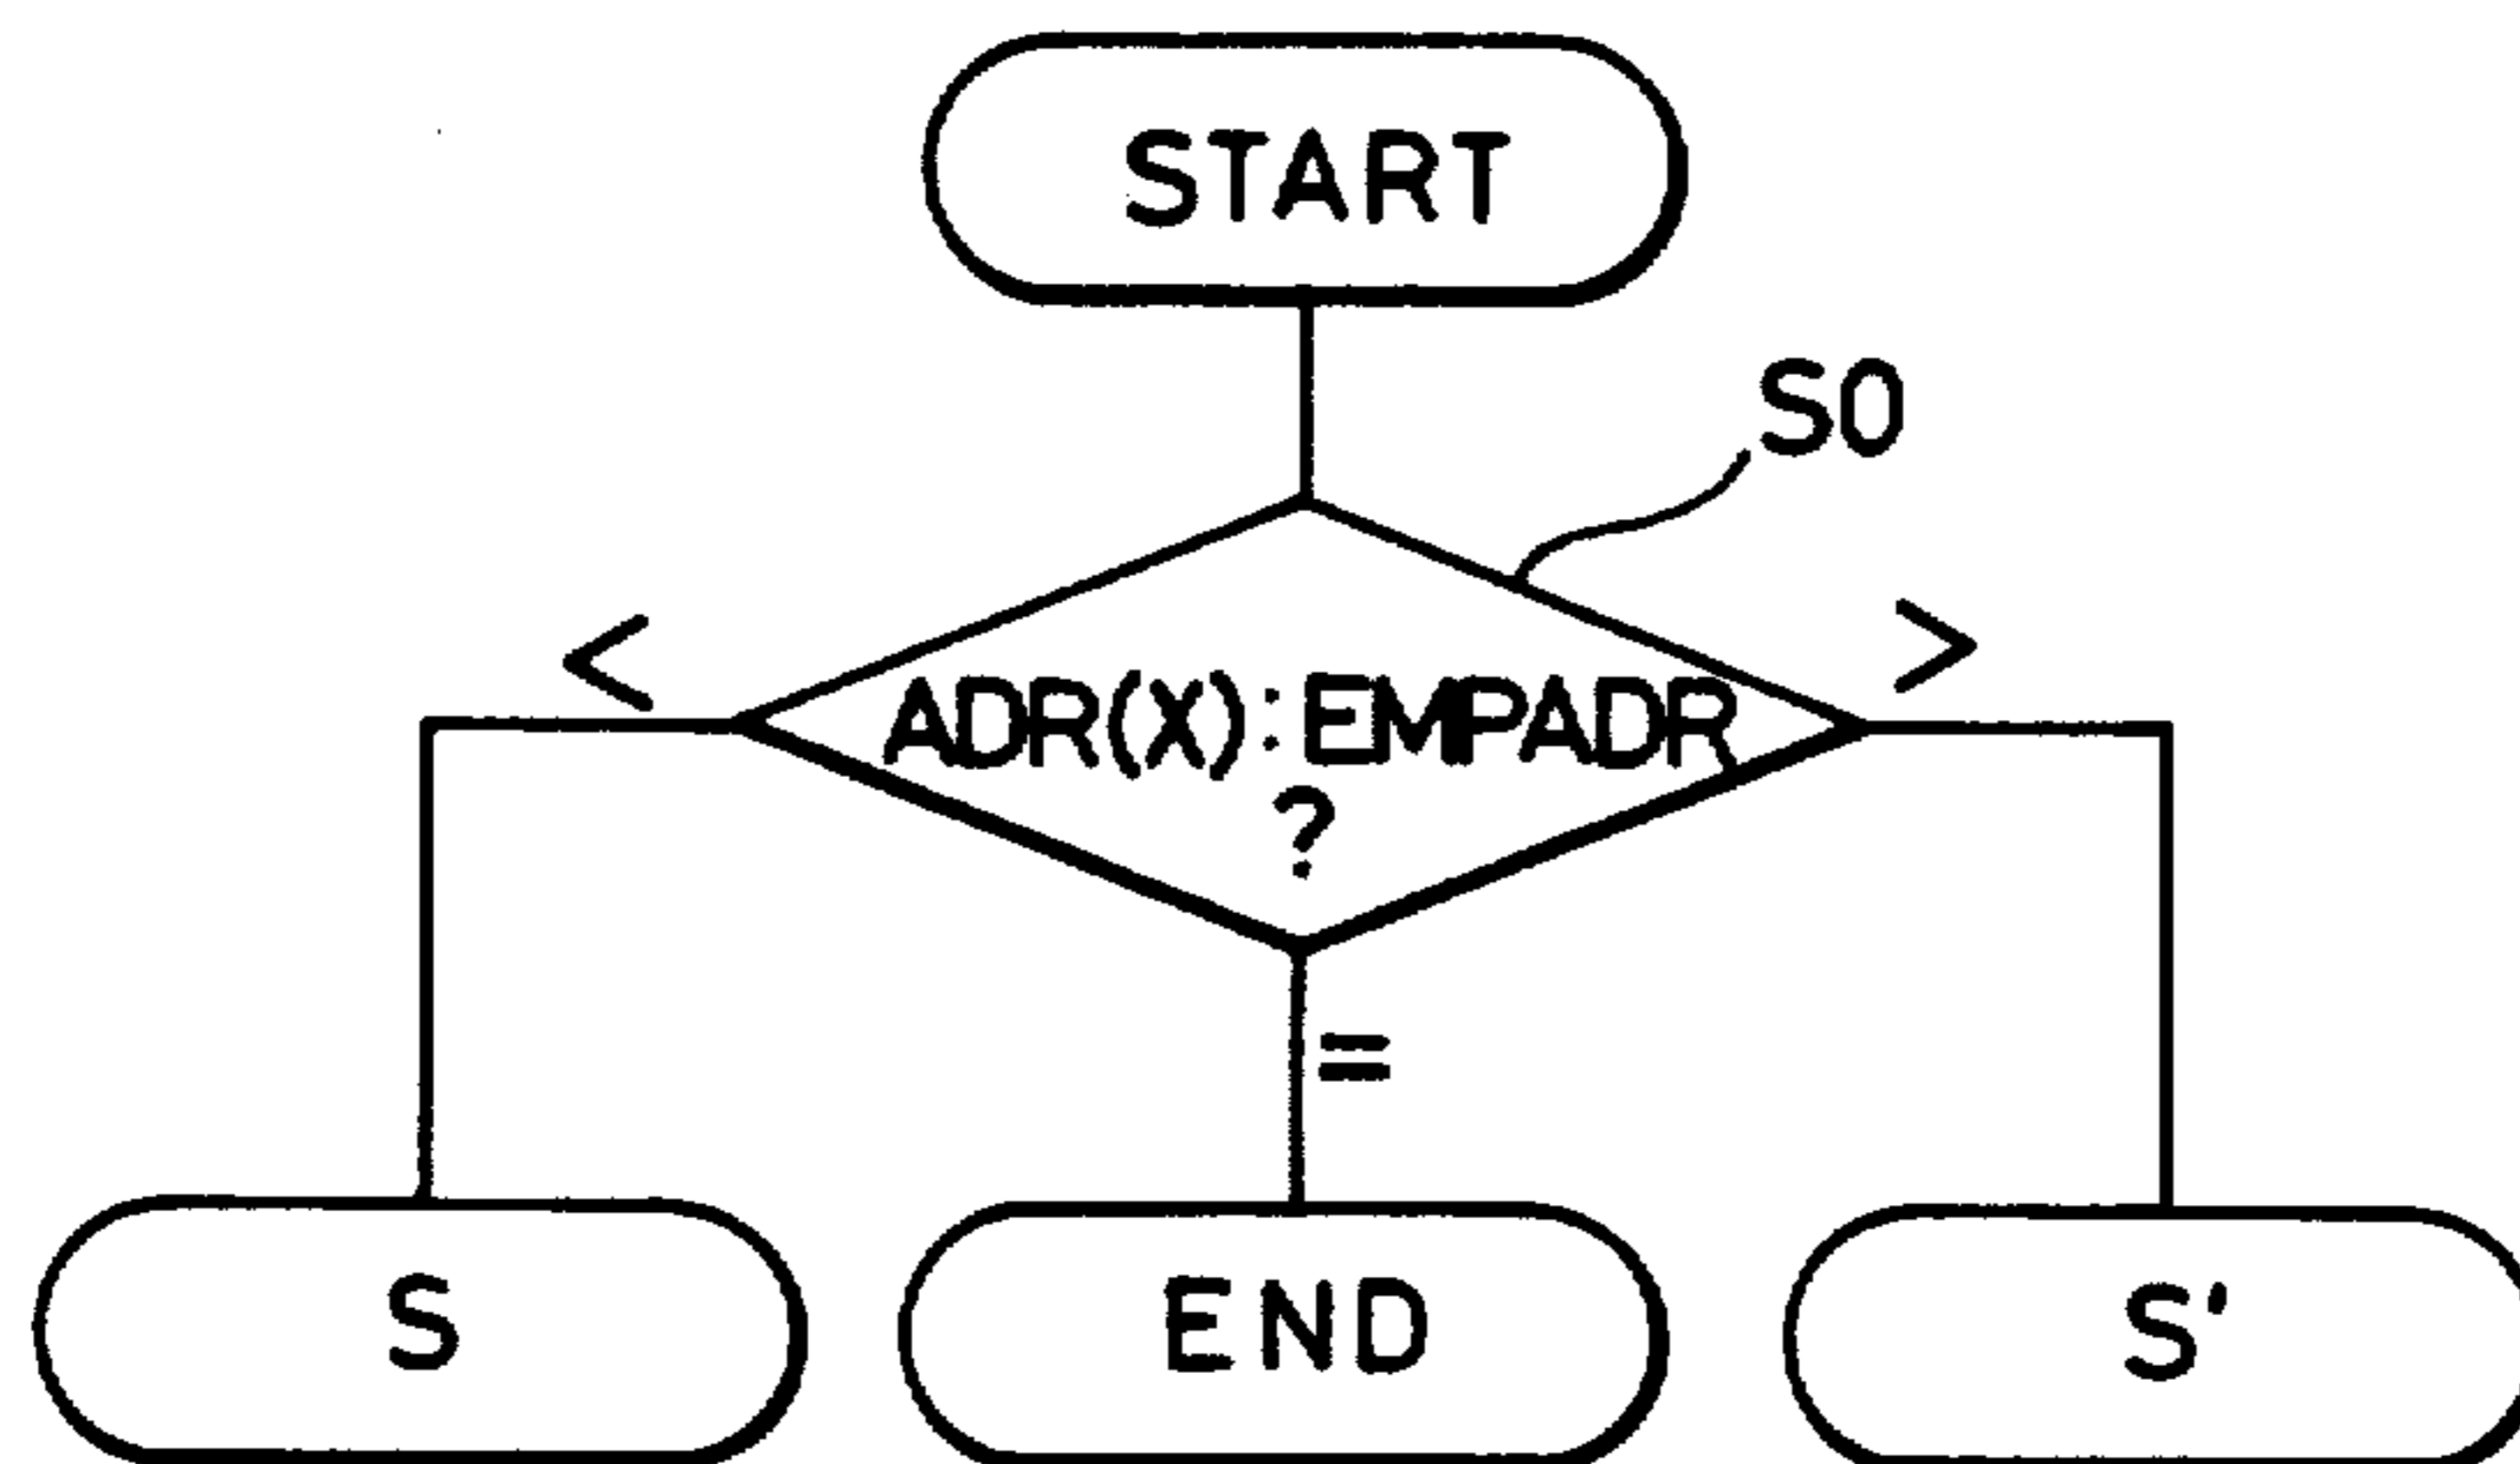 START
S0
< >
ADR(X):EMPADR
?
=
S END S'